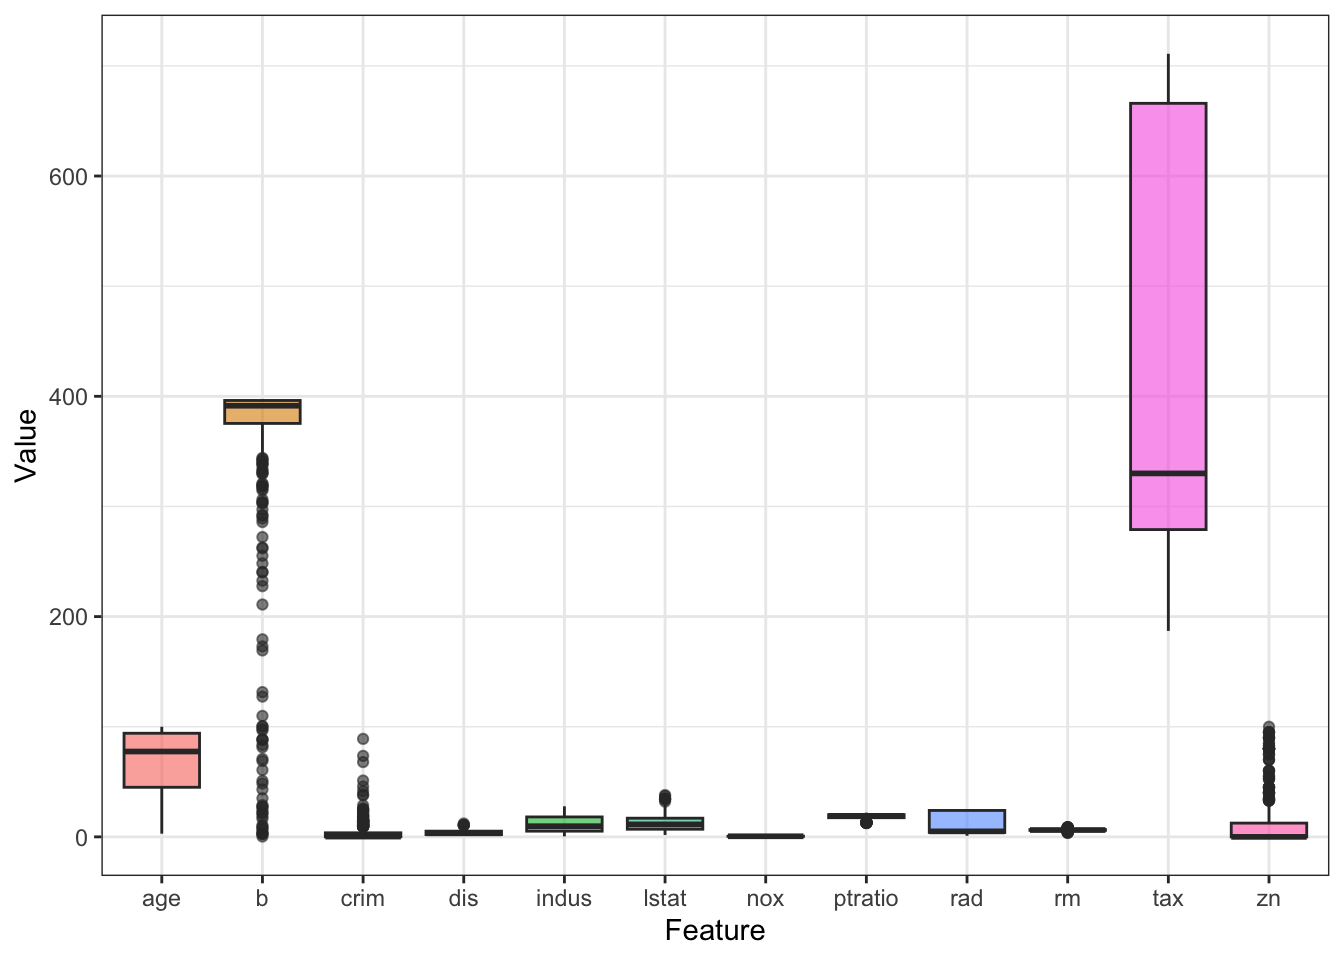 Value
600
400
200
0
age b crim dis indus lstat nox ptratio rad rm tax zn
Feature